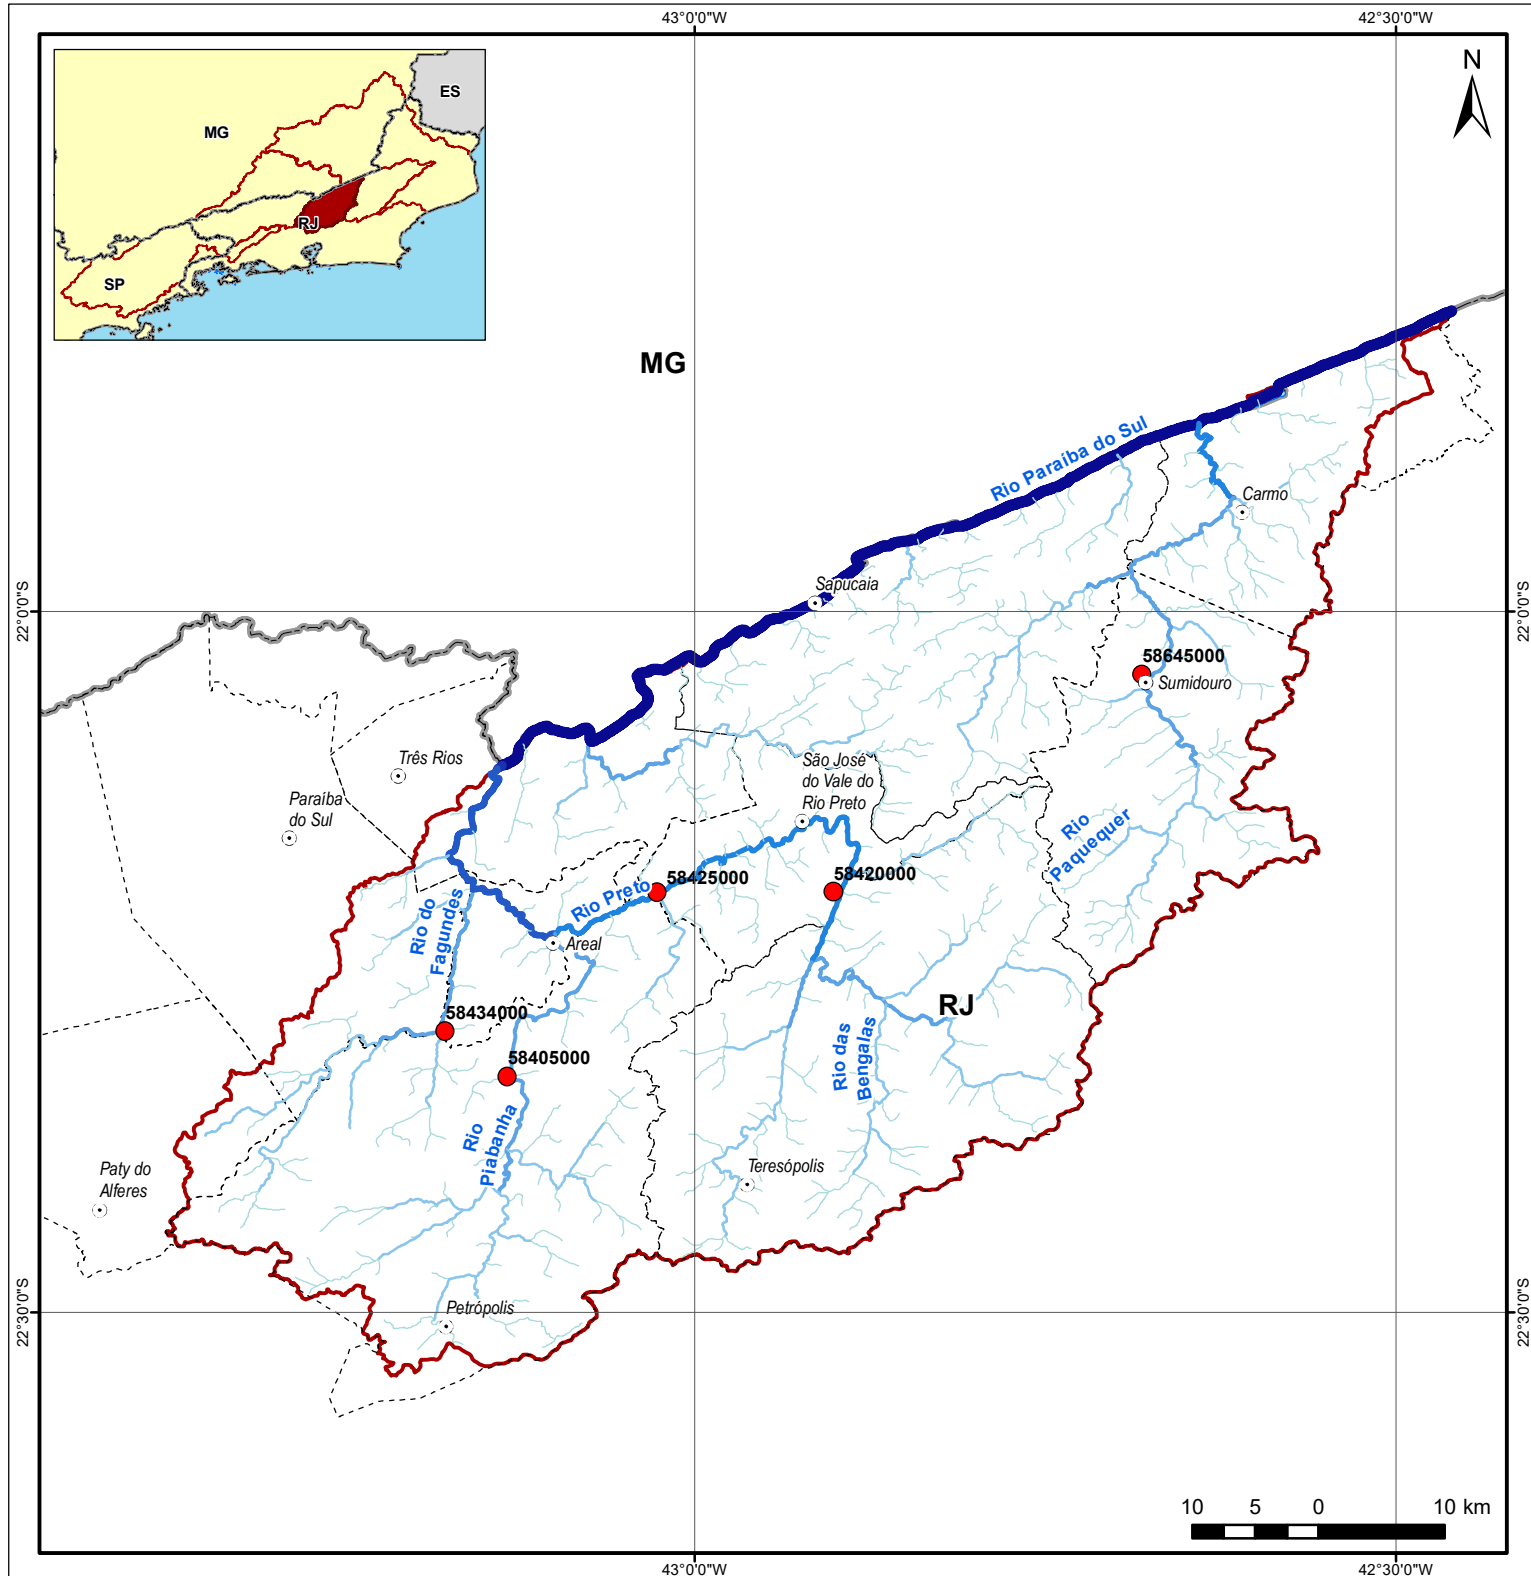 43°0'0"W
42°30'0"W
N
ES
MG
RJ
SP
MG
Rio Paraíba do Sul
Carmo
Sapucaia
22°0'0"S
22°0'0"S
58645000
Sumidouro
Três Rios
São José
do Vale do
Rio Preto
Paraíba
do Sul
Rio
Paquequer
58425000
58420000
Rio Preto
Rio do
Fagundes
Areal
RJ
58434000
58405000
Rio das
Bengalas
Rio
Piabanha
Paty do
Alferes
Teresópolis
Petrópolis
22°30'0"S
22°30'0"S
10 5 0 10 km
43°0'0"W
42°30'0"W